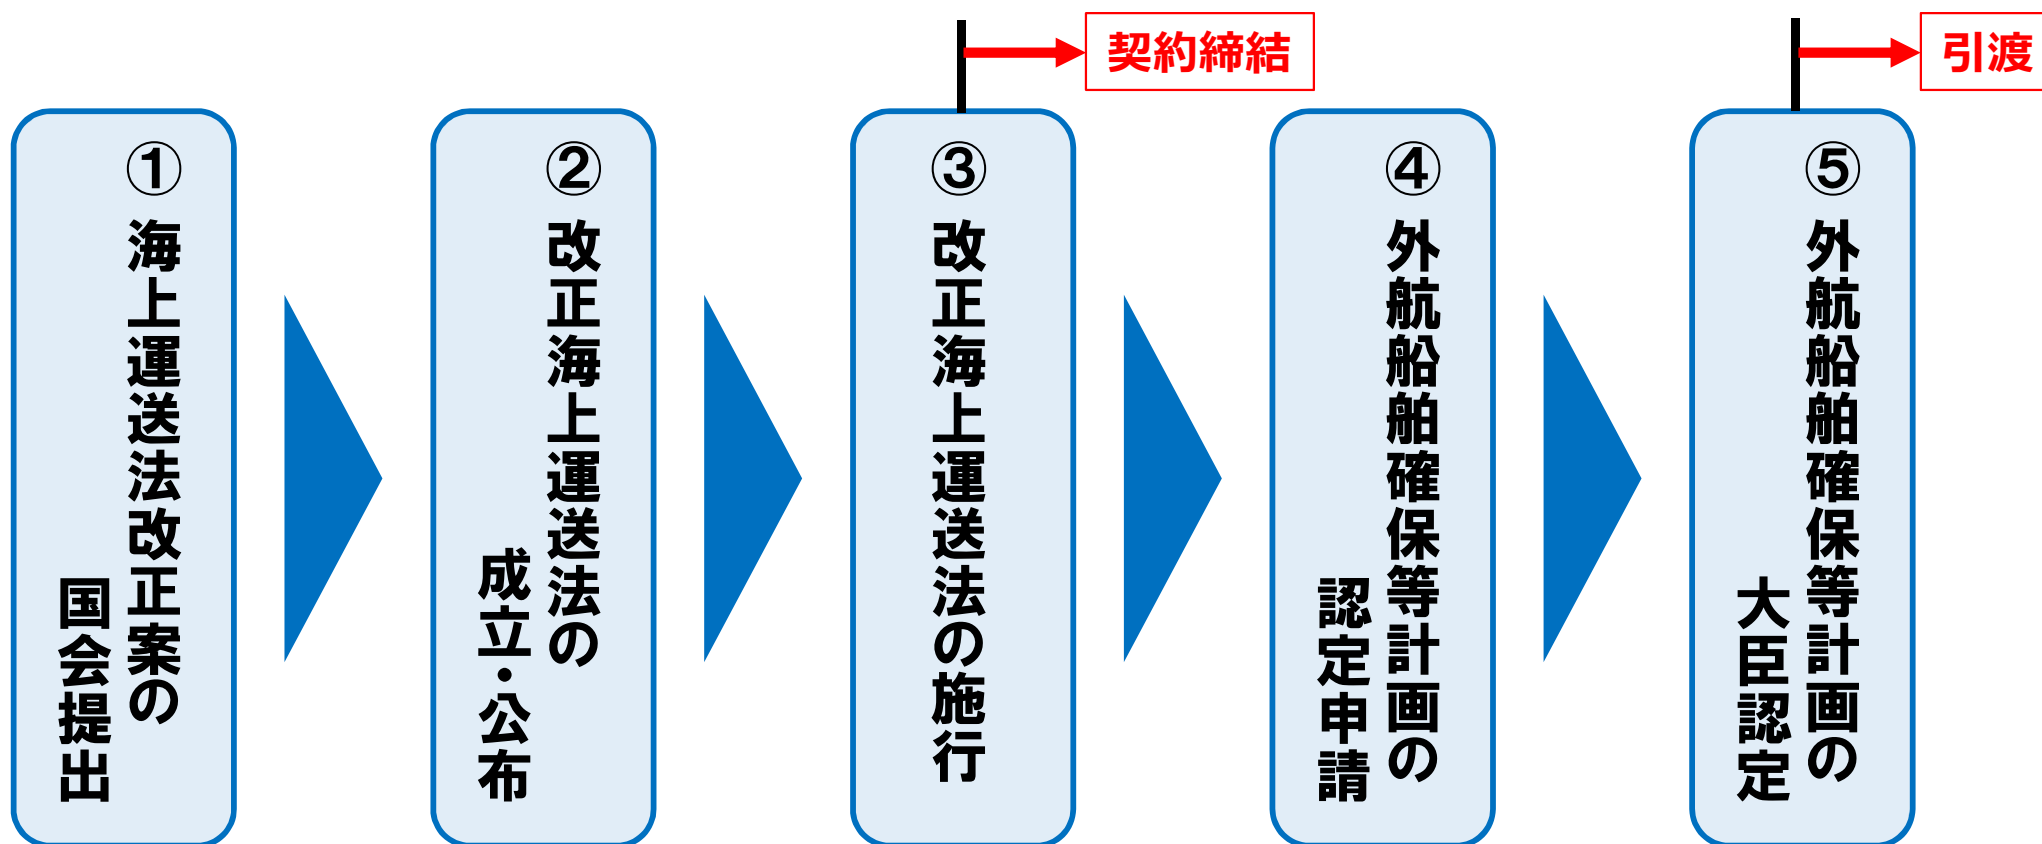 契約締結
引渡
① 海上運送法改正案の
国会提出
② 改正海上運送法の
成立・公布
③ 改正海上運送法の施行
④ 外航船舶確保等計画の
認定申請
⑤ 外航船舶確保等計画の
大臣認定